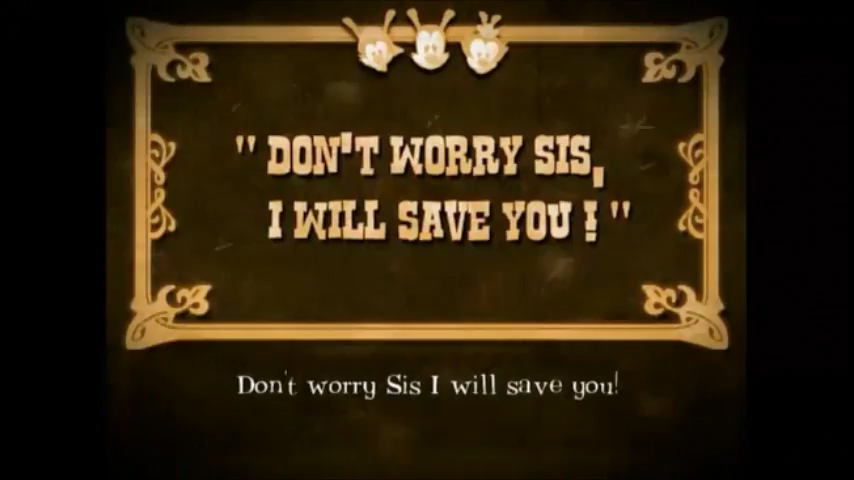 " DON'T WORRY SIS,
I WILL SAVE YOU ! "
Don't worry Sis I will save you!